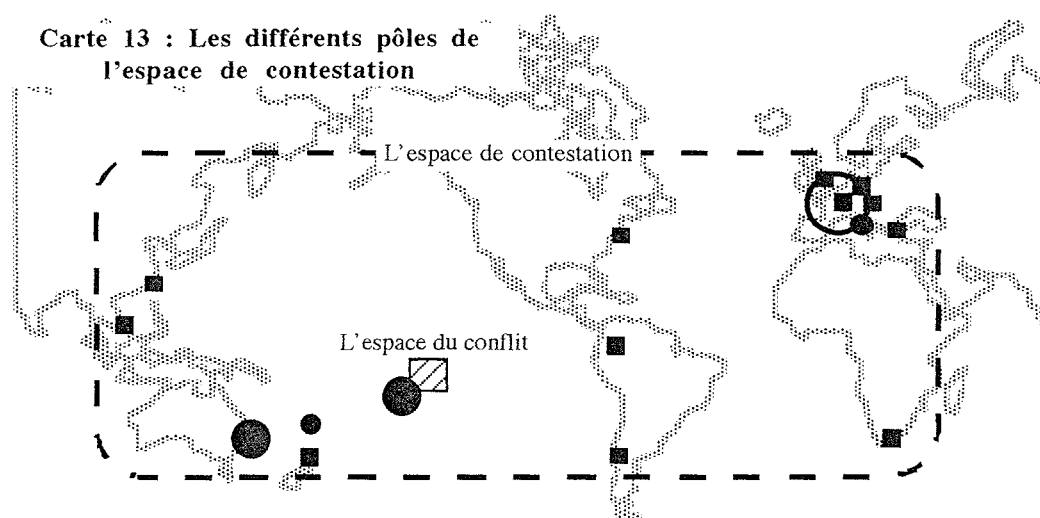 Carte 13 : Les différents pôles de
l'espace de contestation
L'espace de contestation
L'espace du conflit